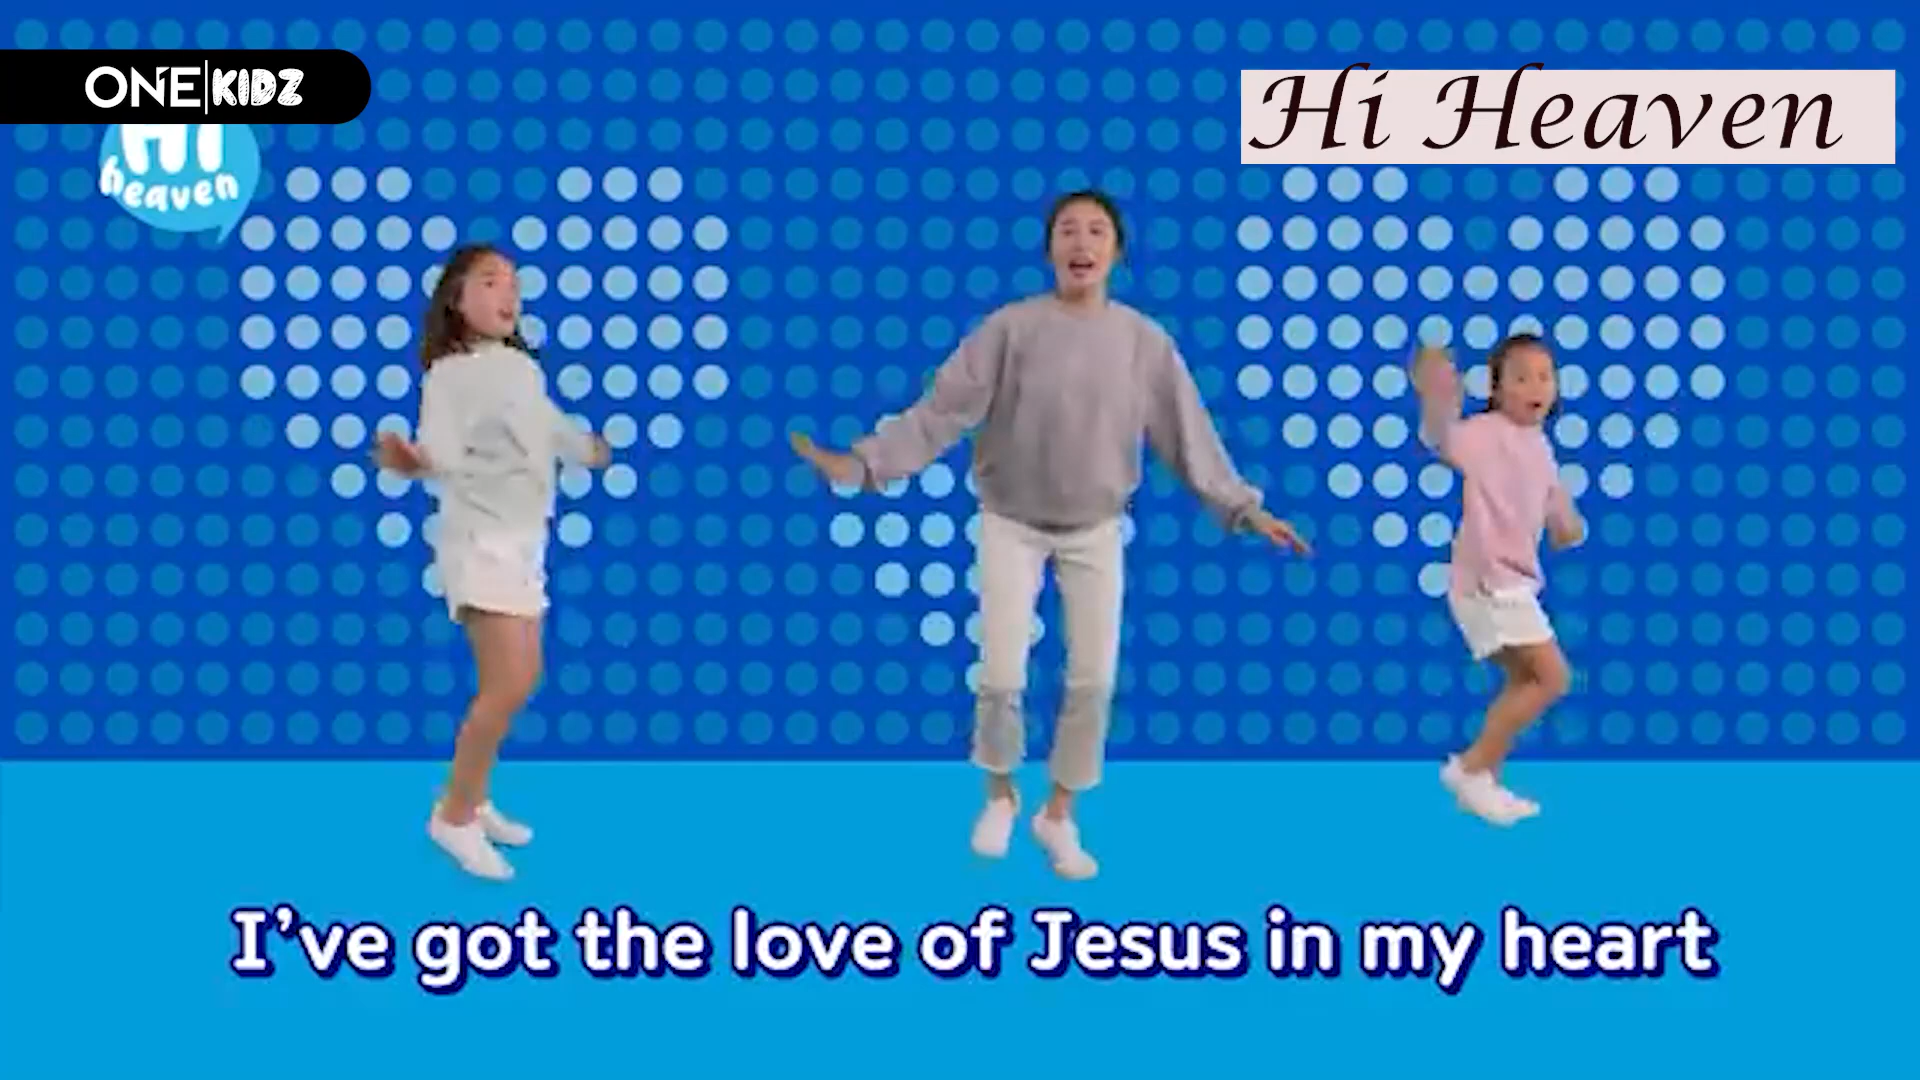 ONE|KIDZ
Hi Heaven
Hi
heaven
I've got the love of Jesus in my heart